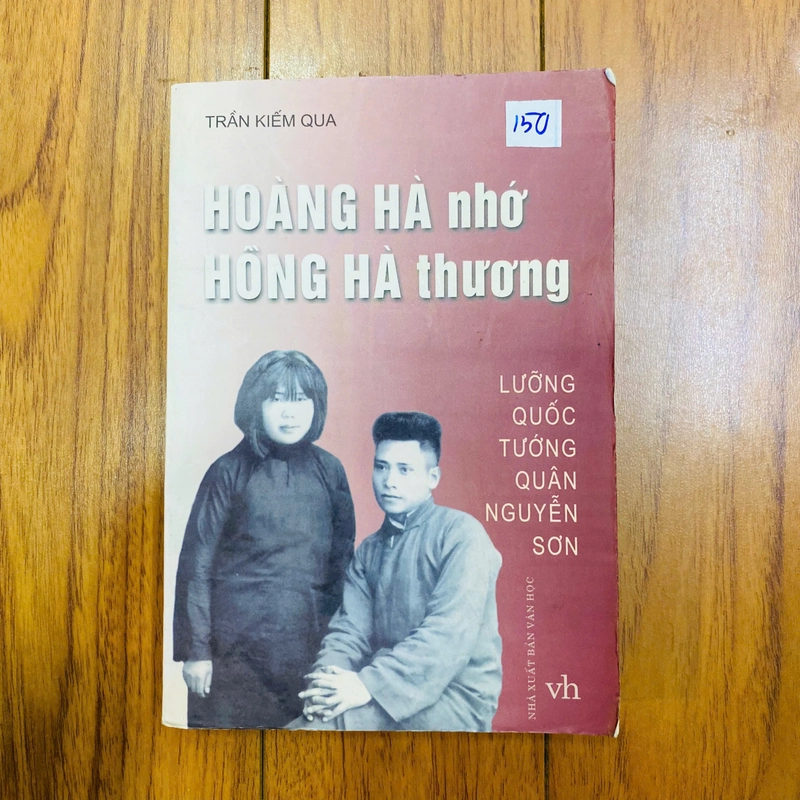 TRẦN KIẾM QUA
150
HOÀNG HÀ nhớ
HỒNG HÀ thương
LƯỠNG
QUỐC
TƯỚNG
QUÂN
NGUYỄN
SƠN
NHÀ XUẤT BẢN VĂN HỌC
vh